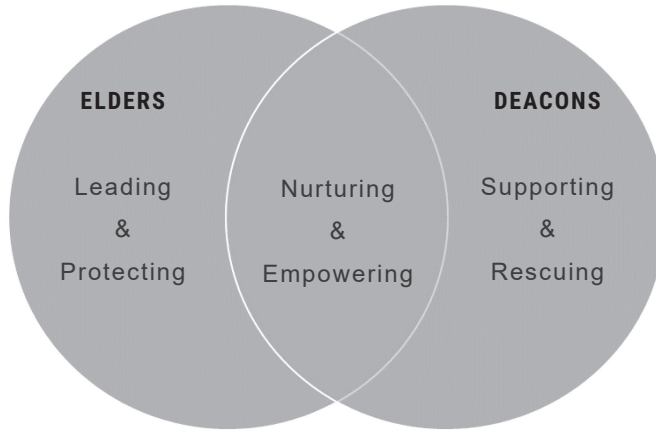 ELDERS
Leading
&
Protecting
Nurturing
&
Empowering
DEACONS
Supporting
&
Rescuing